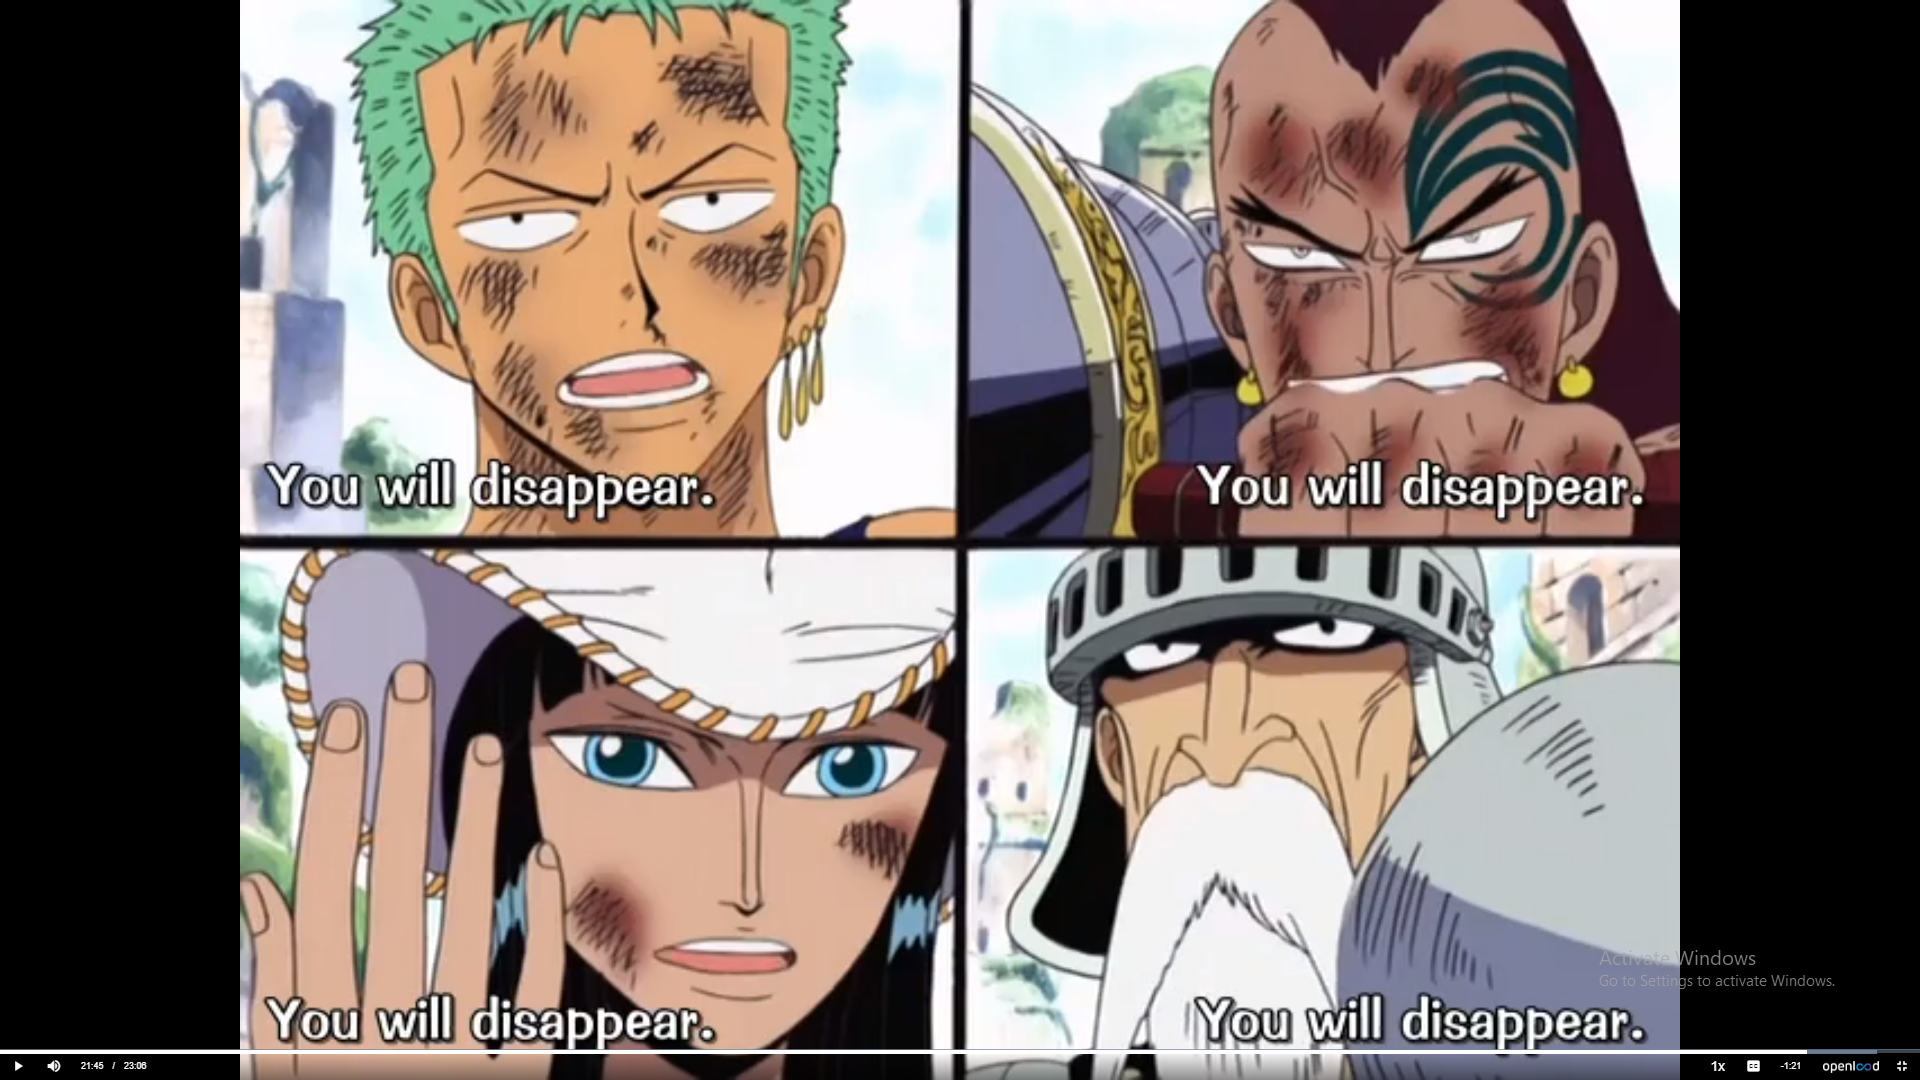 You will disappear.
You will disappear.
You will disappear.
You will disappear.
Activate Windows
Go to Settings to activate Windows.
21:45 / 23:06
1x
CC
-1:21
openload